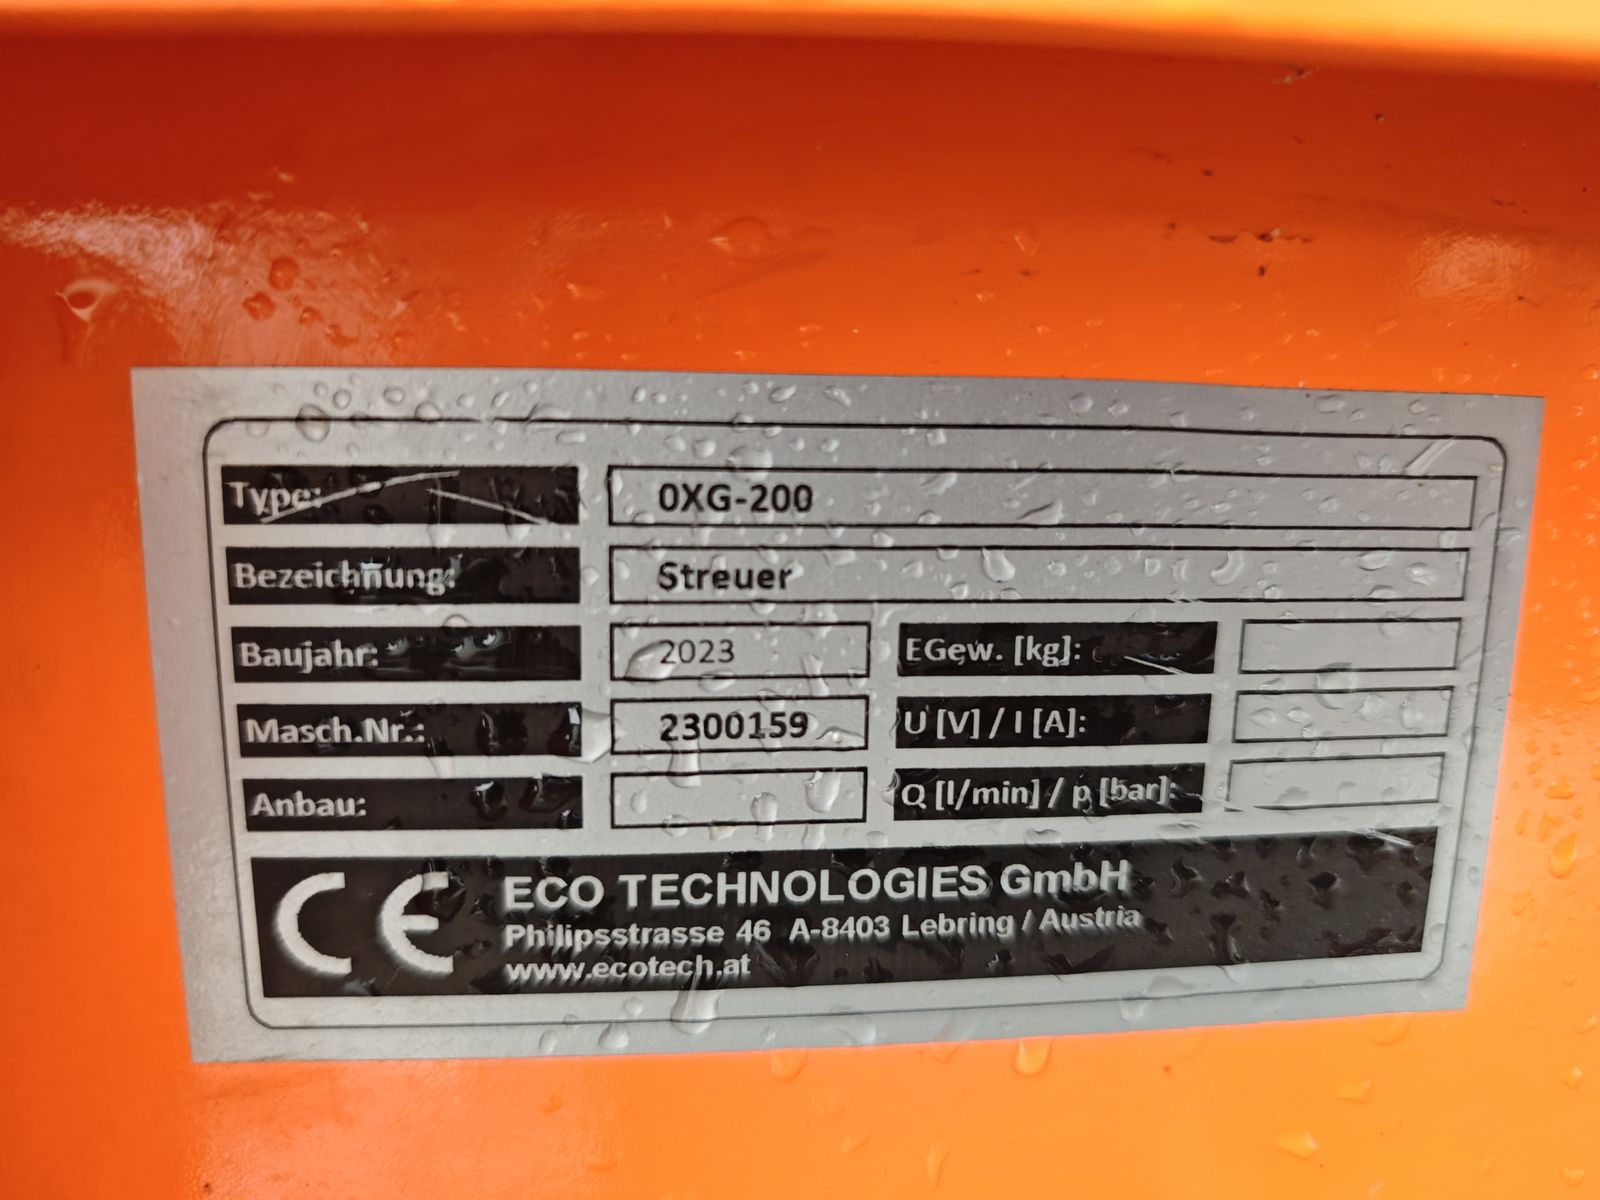 Type: 0XG-200
Bezeichnung: Streuer
Baujahr: 2023 EGew. [kg]:
Masch.Nr.: 2300159 U [V] / I [A]:
Anbau: Q [l/min] / p [bar]:
CE ECO TECHNOLOGIES GmbH
Philipsstrasse 46 A-8403 Lebring / Austria
www.ecotech.at